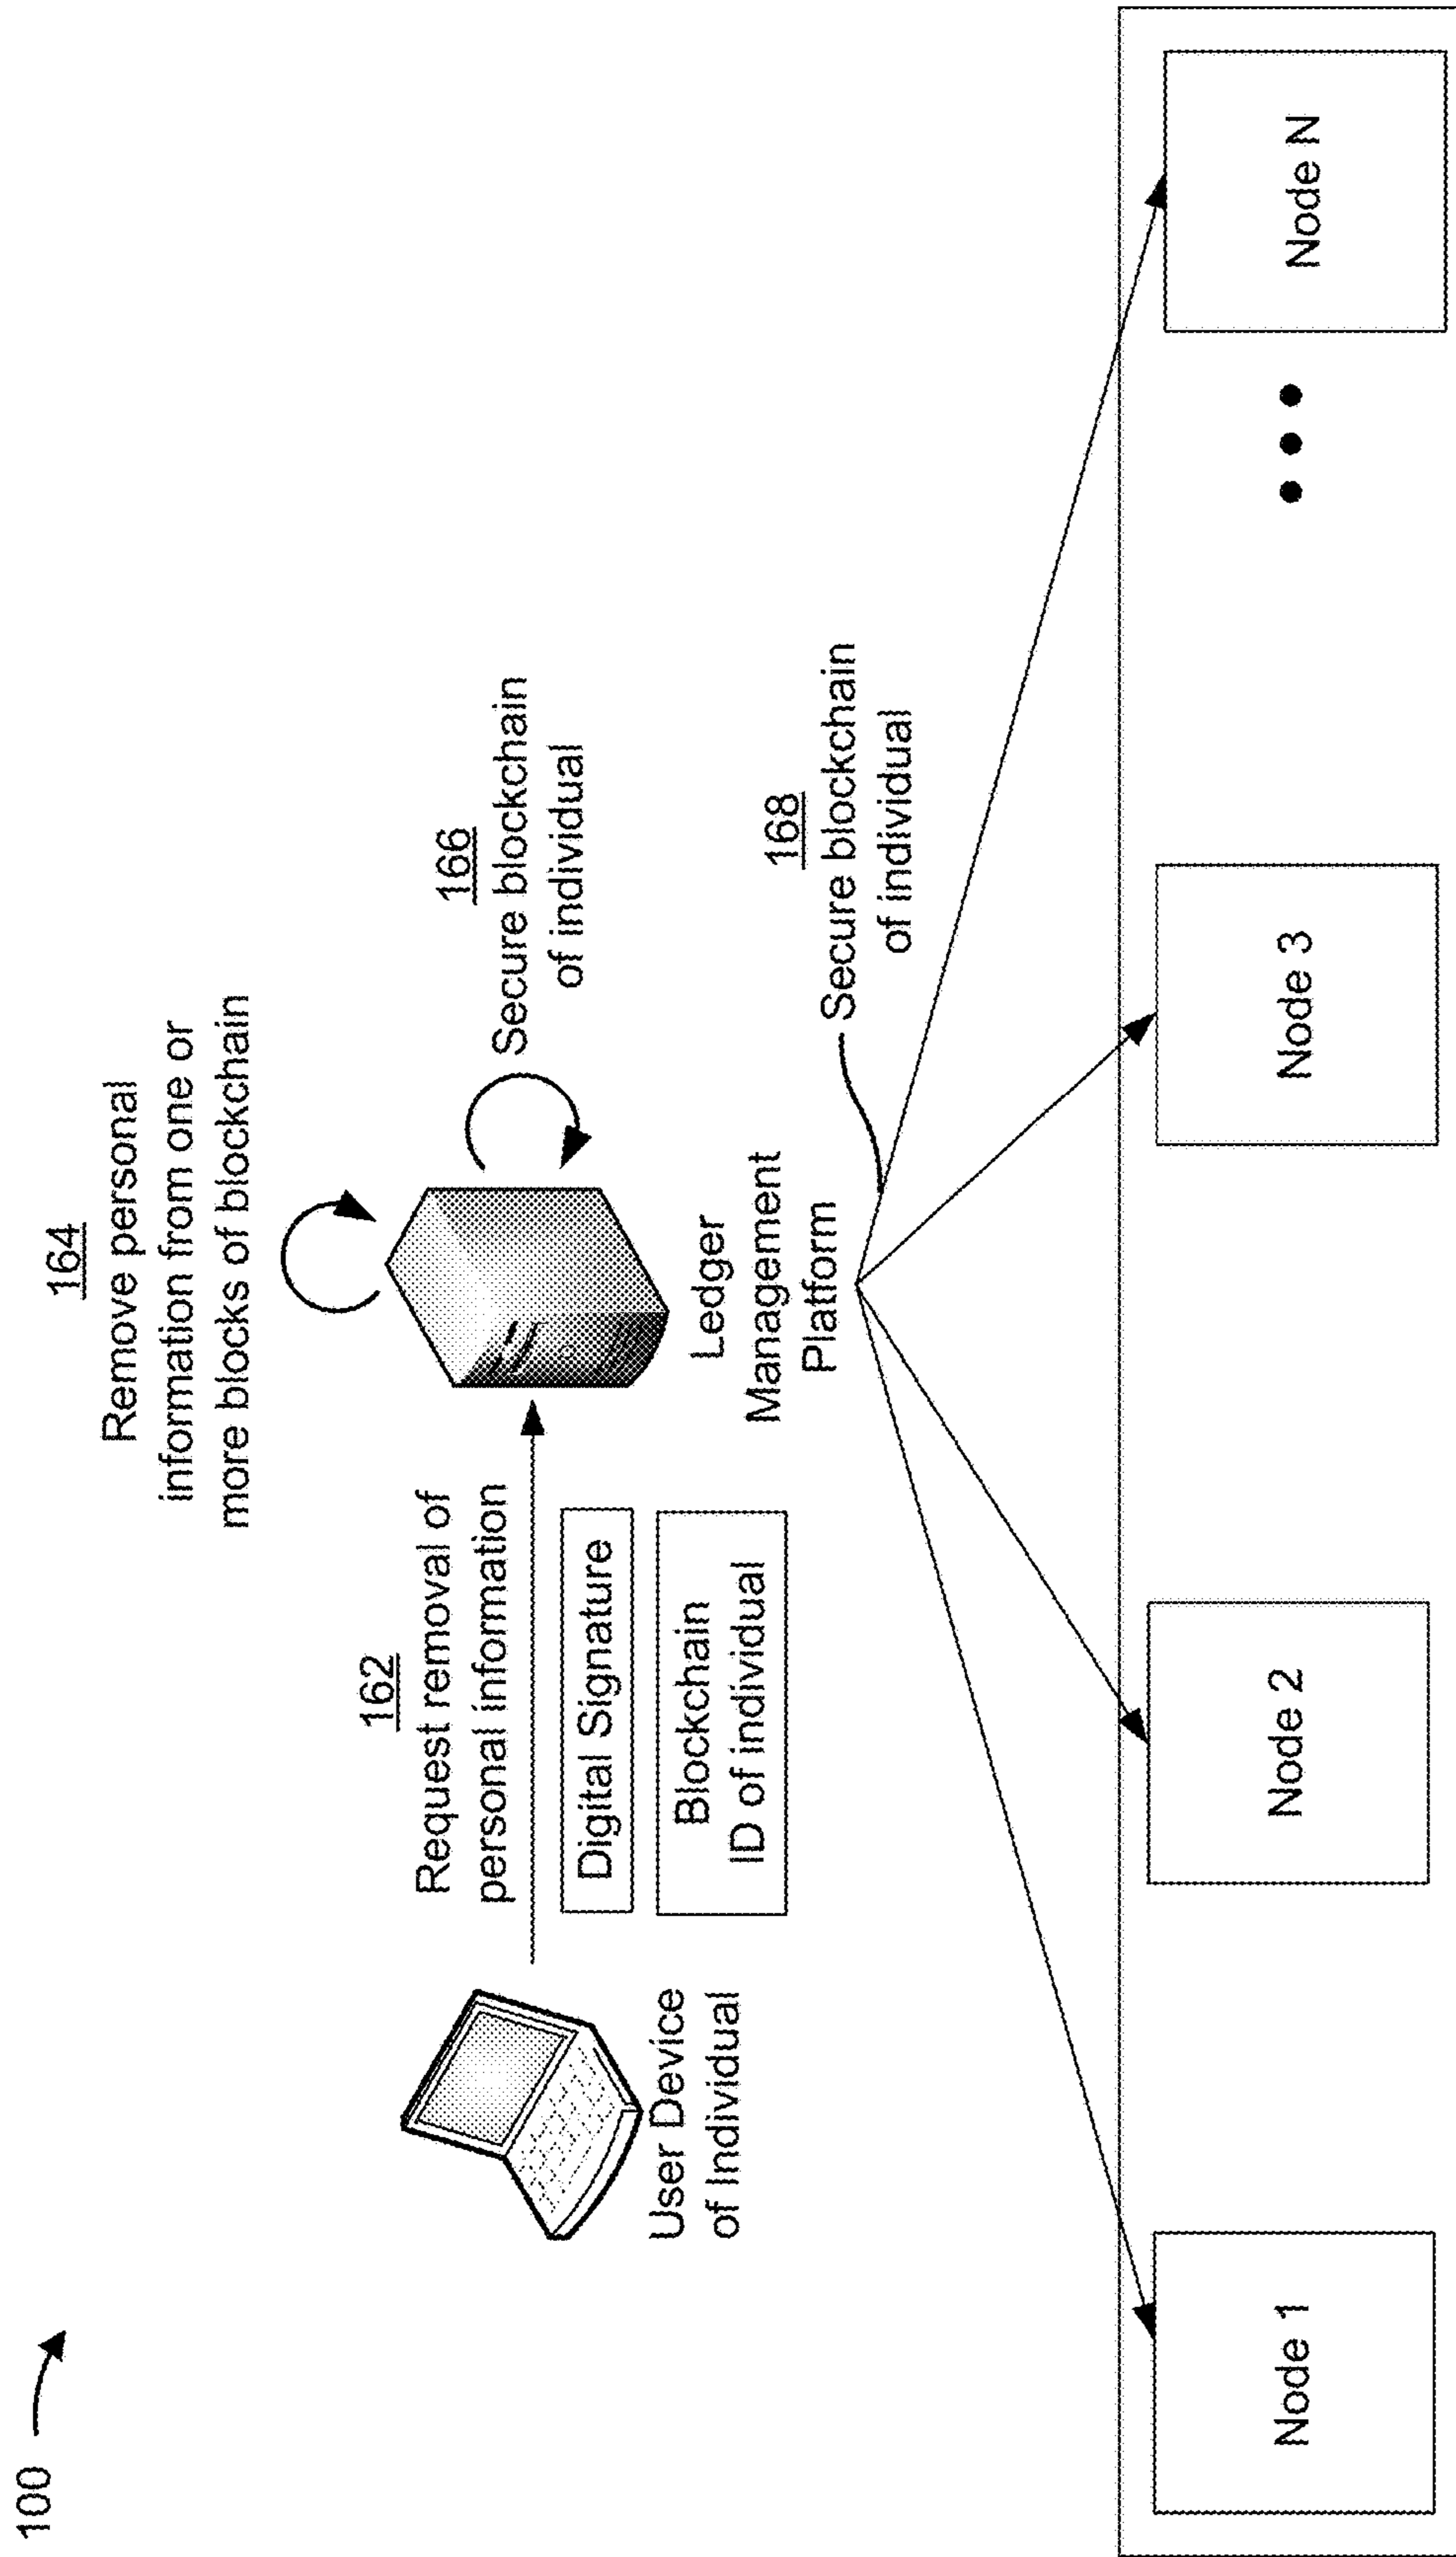 100
164
Remove personal
information from one or
more blocks of blockchain
162
Request removal of
personal information
Digital Signature
Blockchain
ID of individual
166
Secure blockchain
of individual
User Device
of Individual
Ledger
Management
Platform
168
Secure blockchain
of individual
Node 1
Node 2
Node 3
Node N